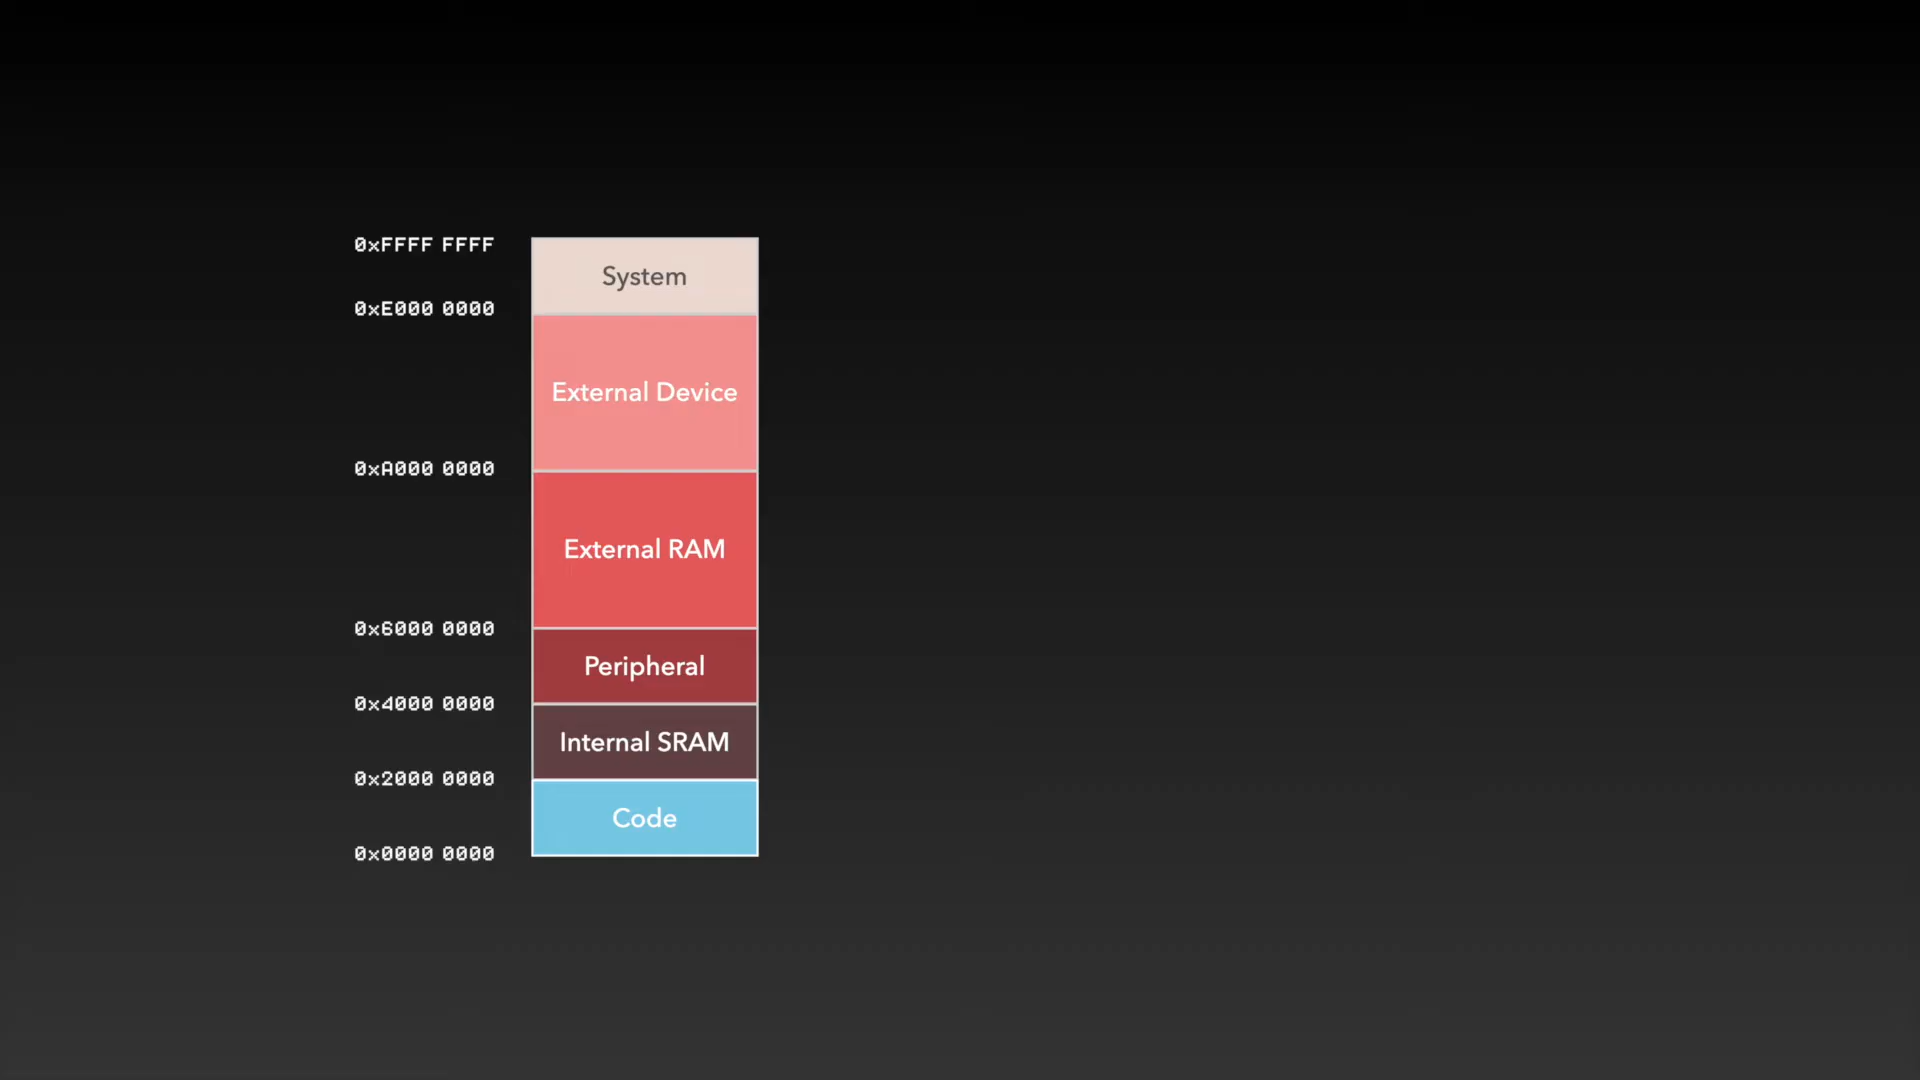 0xFFFF FFFF
System
0xE000 0000
External Device
0xA000 0000
External RAM
0x6000 0000
Peripheral
0x4000 0000
Internal SRAM
0x2000 0000
Code
0x0000 0000